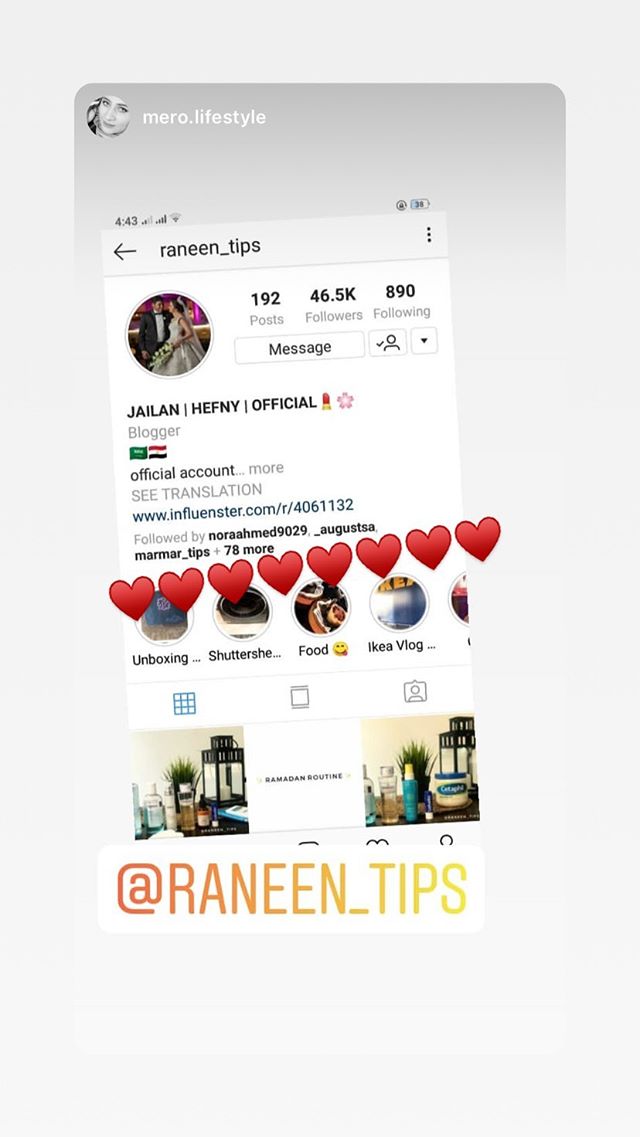 mero.lifestyle
4:43
38
raneen_tips
192 46.5K 890
Posts Followers Following
Message
JAILAN | HEFNY | OFFICIAL💄🌸
Blogger
🇸🇦🇪🇬
official account... more
SEE TRANSLATION
www.influenster.com/r/4061132
Followed by noraahmed9029, _augustsa,
marmar_tips + 78 more
IKEA
Unboxing ... Shuttershe... Food 😋 Ikea Vlog ...
✨ RAMADAN ROUTINE ✨
Cetaphil
@RANEEN_TIPS
@RANEEN_TIPS
@RANEEN_TIPS